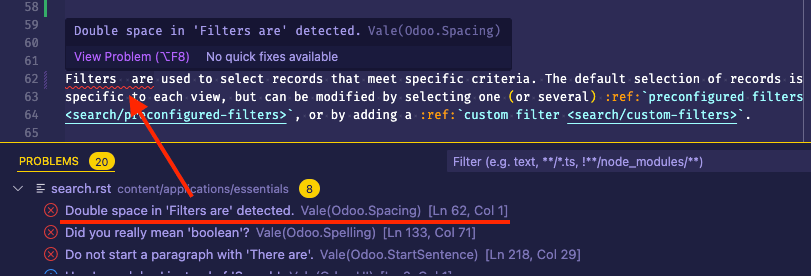 58
59
Double space in 'Filters are' detected. Vale(Odoo.Spacing)
60
View Problem (⌥F8) No quick fixes available
61
62 Filters  are used to select records that meet specific criteria. The default selection of records is
63 specific to each view, but can be modified by selecting one (or several) :ref:`preconfigured filters
64 <search/preconfigured-filters>`, or by adding a :ref:`custom filter <search/custom-filters>`.
65
PROBLEMS 20 Filter (e.g. text, **/*.ts, !**/node_modules/**)
search.rst content/applications/essentials 8
Double space in 'Filters are' detected. Vale(Odoo.Spacing) [Ln 62, Col 1]
Did you really mean 'boolean'? Vale(Odoo.Spelling) [Ln 133, Col 71]
Do not start a paragraph with 'There are'. Vale(Odoo.StartSentence) [Ln 218, Col 29]